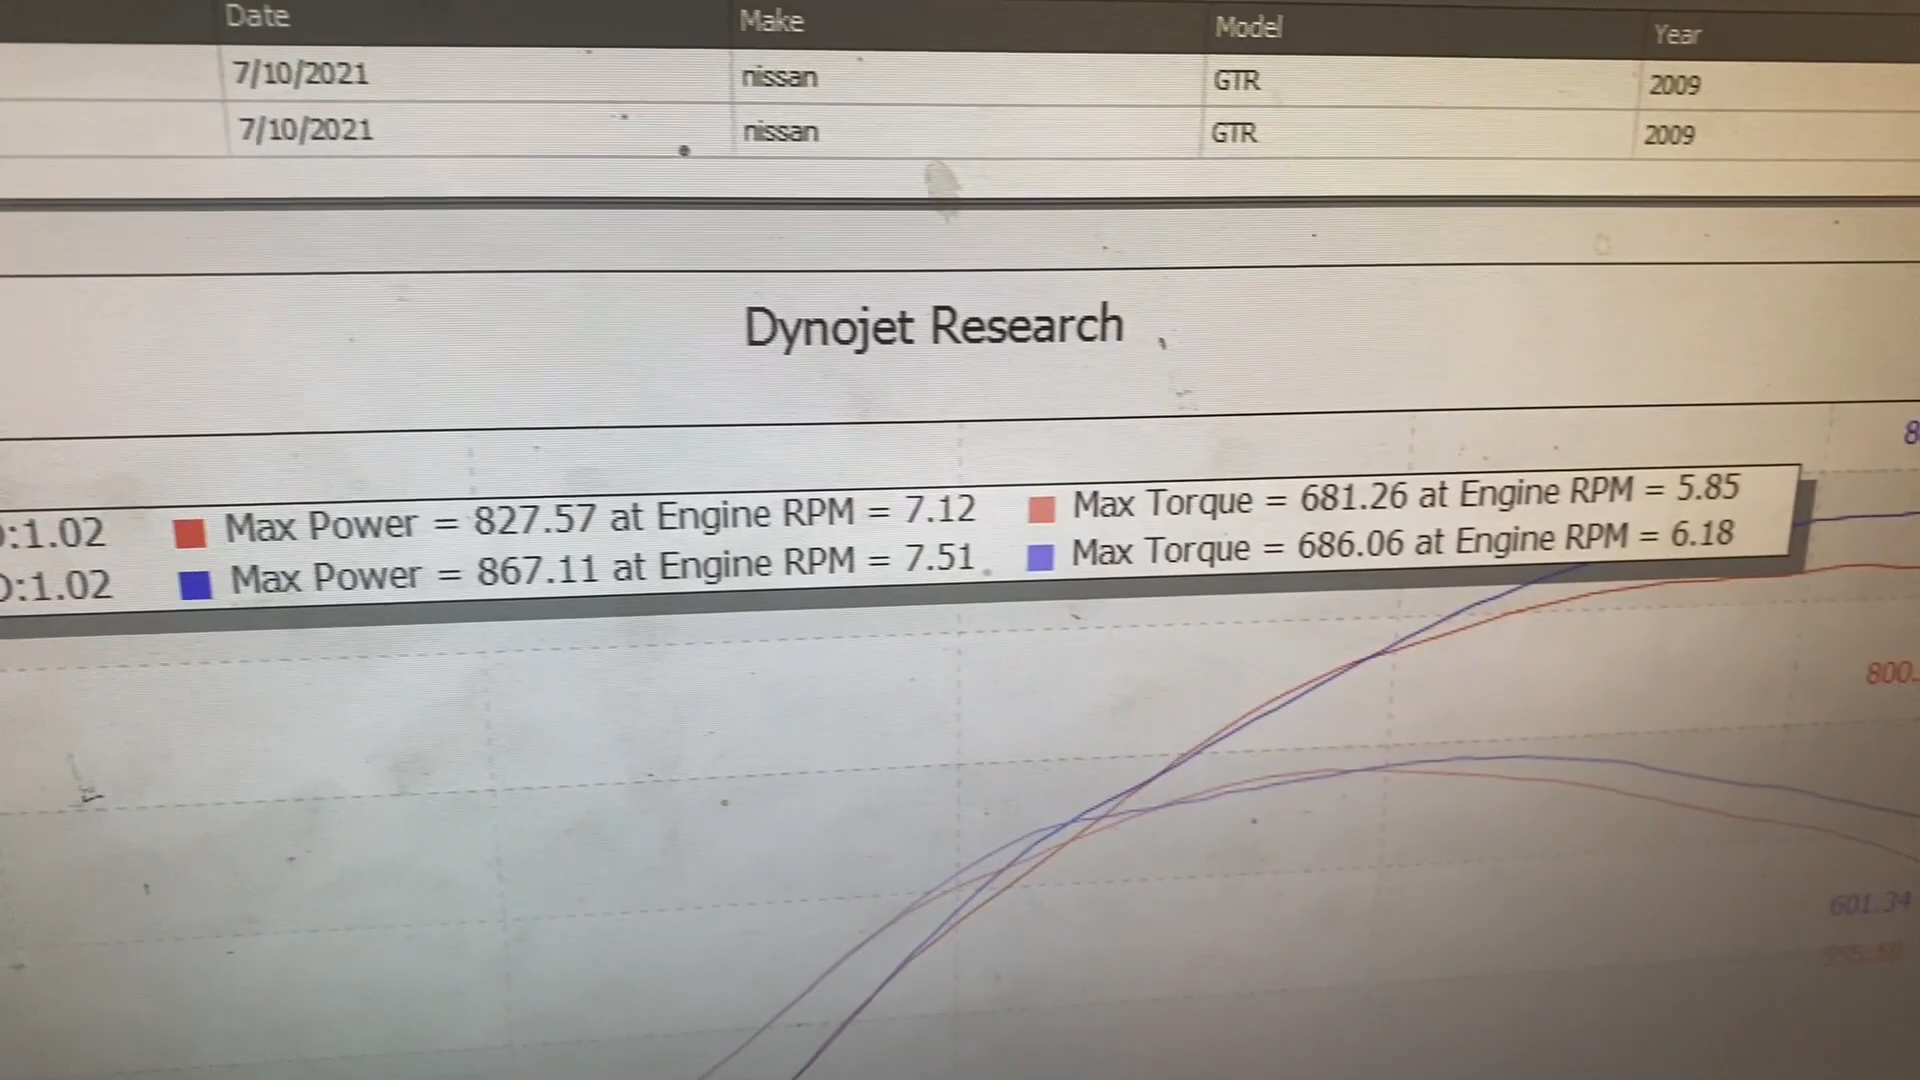 Date Make Model Year
7/10/2021 nissan GTR 2009
7/10/2021 nissan GTR 2009
Dynojet Research
:1.02 Max Power = 827.57 at Engine RPM = 7.12 Max Torque = 681.26 at Engine RPM = 5.85
:1.02 Max Power = 867.11 at Engine RPM = 7.51 Max Torque = 686.06 at Engine RPM = 6.18
8
800.
601.34